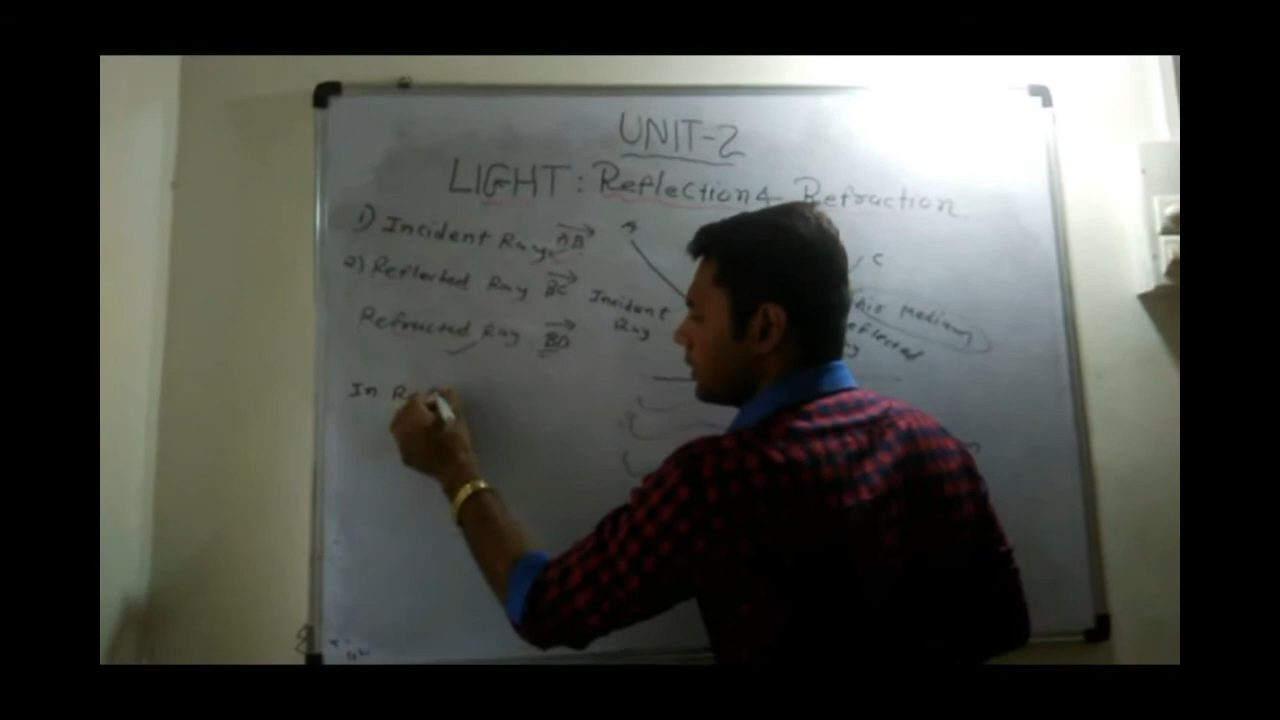 UNIT-2
LIGHT : Reflection & Refraction
1) Incident Ray AB
2) Reflected Ray BC
Refracted Ray BD
In
A
Incident
Ray
C
Air medium